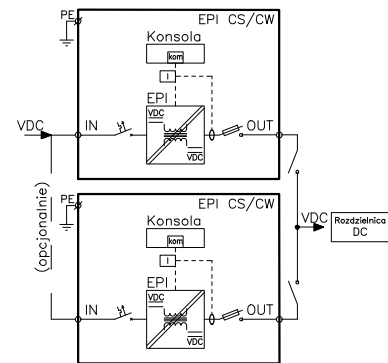 PE
EPI CS/CW
Konsola
kom
I
EPI
VDC
IN
VDC
VDC
OUT
(opcjonalnie)
PE
EPI CS/CW
VDC
Rozdzielnica
DC
Konsola
kom
I
EPI
IN
VDC
VDC
OUT